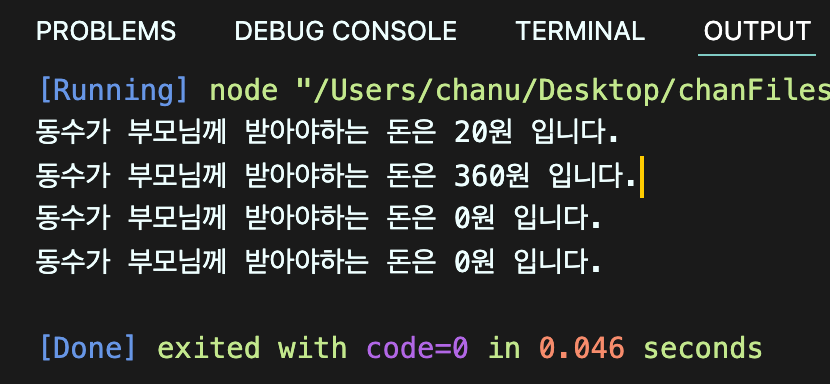 PROBLEMS DEBUG CONSOLE TERMINAL OUTPUT
[Running] node "/Users/chanu/Desktop/chanFiles
동수가 부모님께 받아야하는 돈은 20원 입니다.
동수가 부모님께 받아야하는 돈은 360원 입니다.
동수가 부모님께 받아야하는 돈은 0원 입니다.
동수가 부모님께 받아야하는 돈은 0원 입니다.
[Done] exited with code=0 in 0.046 seconds